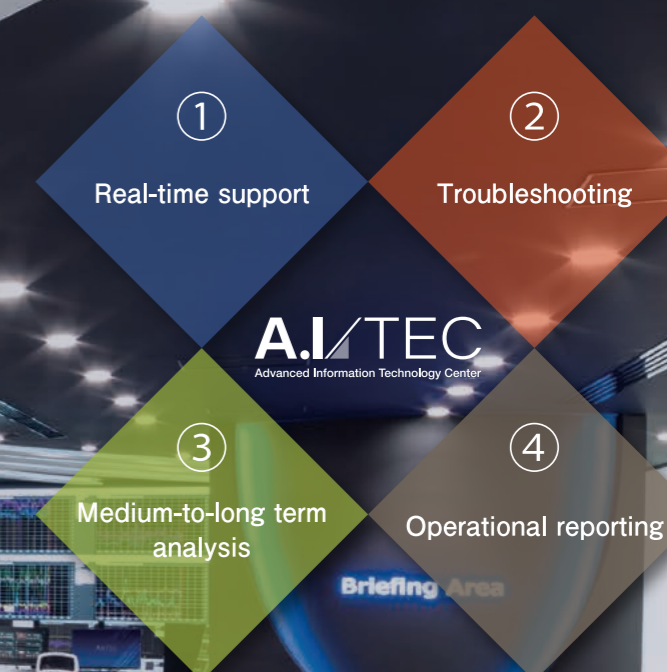 ①
Real-time support
②
Troubleshooting
A.I/TEC
Advanced Information Technology Center
③
Medium-to-long term
analysis
④
Operational reporting
Briefing Area